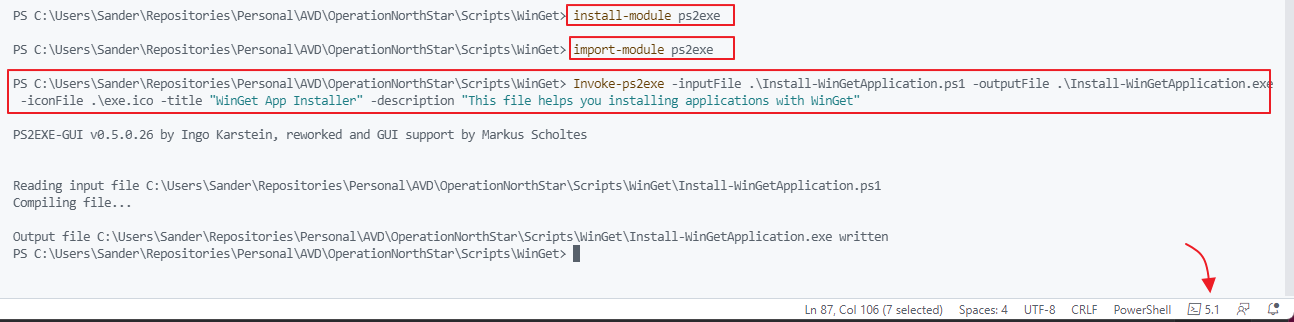 PS C:\Users\Sander\Repositories\Personal\AVD\OperationNorthStar\Scripts\WinGet> install-module ps2exe
PS C:\Users\Sander\Repositories\Personal\AVD\OperationNorthStar\Scripts\WinGet> import-module ps2exe
PS C:\Users\Sander\Repositories\Personal\AVD\OperationNorthStar\Scripts\WinGet> Invoke-ps2exe -inputFile .\Install-WinGetApplication.ps1 -outputFile .\Install-WinGetApplication.exe
-iconFile .\exe.ico -title "WinGet App Installer" -description "This file helps you installing applications with WinGet"
PS2EXE-GUI v0.5.0.26 by Ingo Karstein, reworked and GUI support by Markus Scholtes
Reading input file C:\Users\Sander\Repositories\Personal\AVD\OperationNorthStar\Scripts\WinGet\Install-WinGetApplication.ps1
Compiling file...
Output file C:\Users\Sander\Repositories\Personal\AVD\OperationNorthStar\Scripts\WinGet\Install-WinGetApplication.exe written
PS C:\Users\Sander\Repositories\Personal\AVD\OperationNorthStar\Scripts\WinGet>
Ln 87, Col 106 (7 selected) Spaces: 4 UTF-8 CRLF PowerShell 5.1